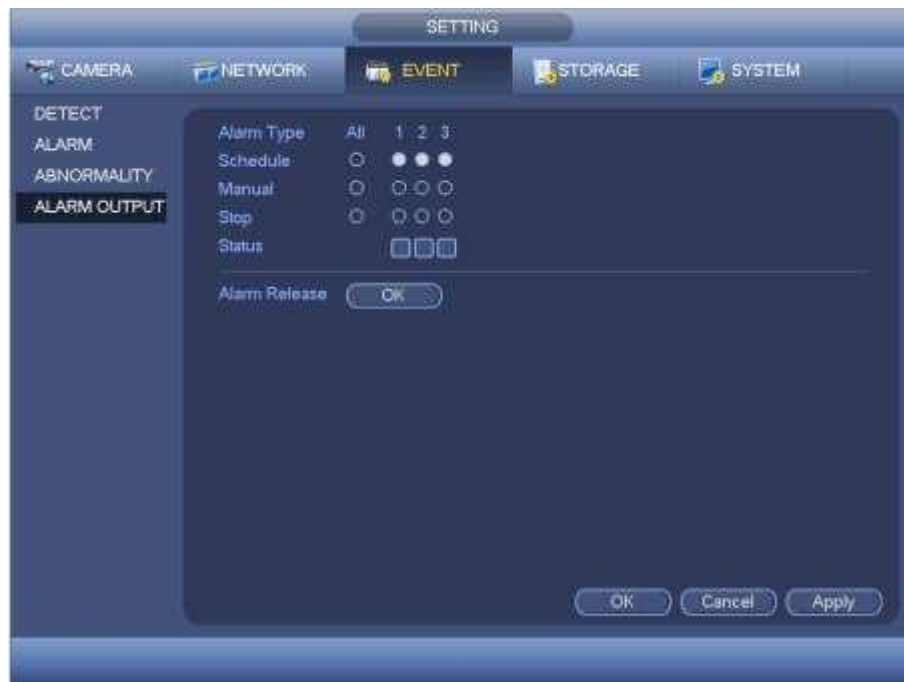 SETTING
CAMERA NETWORK EVENT STORAGE SYSTEM
DETECT
ALARM
ABNORMALITY
ALARM OUTPUT
Alarm Type All 1 2 3
Schedule
Manual
Stop
Status
Alarm Release OK
OK Cancel Apply